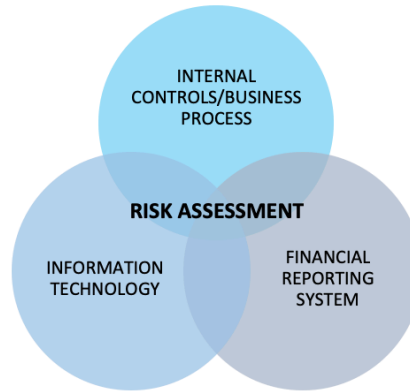 INTERNAL
CONTROLS/BUSINESS
PROCESS
RISK ASSESSMENT
INFORMATION
TECHNOLOGY
FINANCIAL
REPORTING
SYSTEM